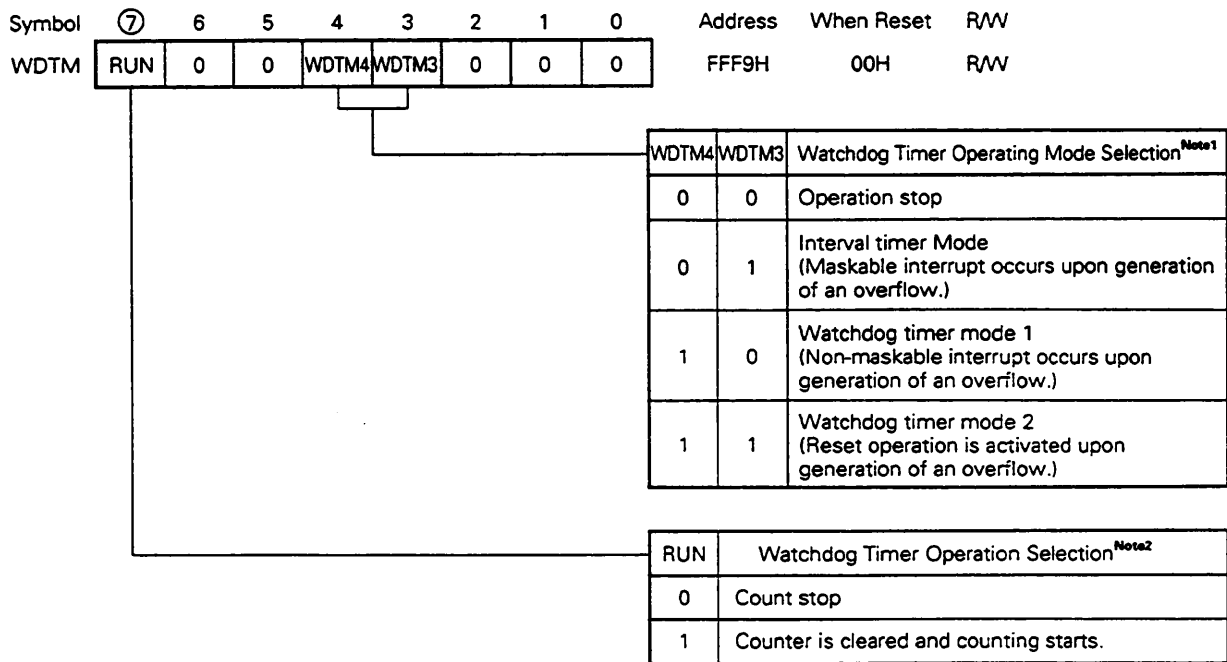 Symbol ⑦ 6 5 4 3 2 1 0 Address When Reset R/W
WDTM RUN 0 0 WDTM4 WDTM3 0 0 0 FFF9H 00H R/W
WDTM4 WDTM3 Watchdog Timer Operating Mode Selection Note1
0 0 Operation stop
0 1 Interval timer Mode
(Maskable interrupt occurs upon generation
of an overflow.)
1 0 Watchdog timer mode 1
(Non-maskable interrupt occurs upon
generation of an overflow.)
1 1 Watchdog timer mode 2
(Reset operation is activated upon
generation of an overflow.)
RUN Watchdog Timer Operation Selection Note2
0 Count stop
1 Counter is cleared and counting starts.